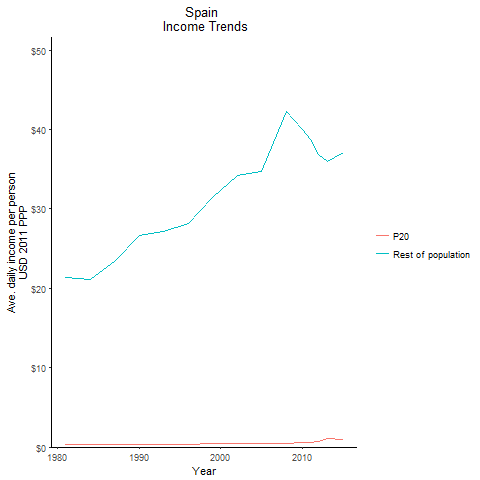 Spain
Income Trends
$50
$40
$30
$20
$10
$0
Ave. daily income per person
USD 2011 PPP
1980
1990
2000
2010
Year
P20
Rest of population